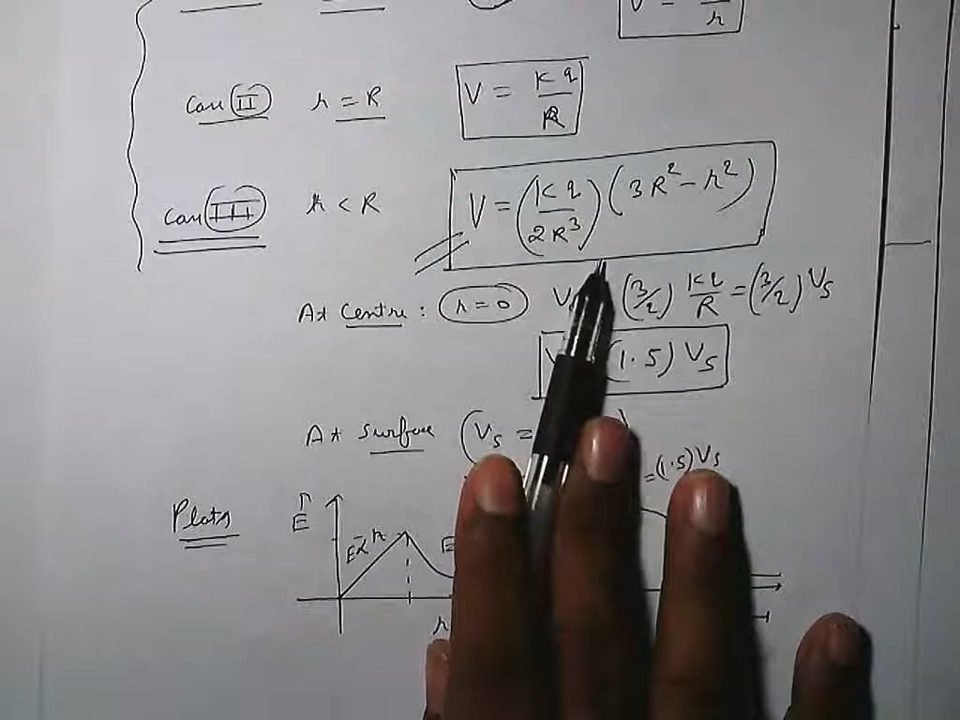 V = r
Case (II) r = R V = Kq/R
Case (III) r < R V = (Kq/2R³)(3R² - r²)
At Centre: (r = 0) V (3/2) Kq/R = (3/2) Vs
(1.5) Vs
At Surface (Vs =
= (1.5) Vs
Plots E E ∝ r E
r